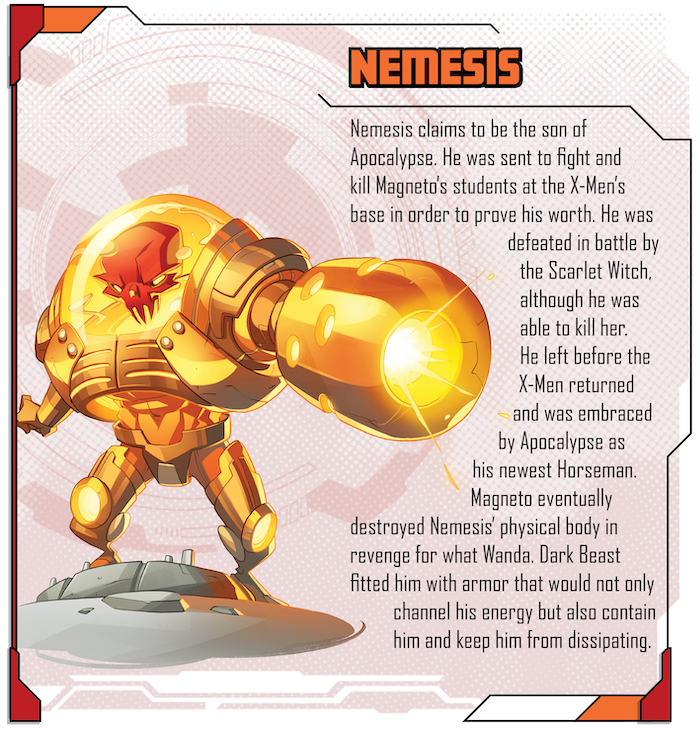 NEMESIS
Nemesis claims to be the son of
Apocalypse. He was sent to fight and
kill Magneto's students at the X-Men's
base in order to prove his worth. He was
defeated in battle by
the Scarlet Witch,
although he was
able to kill her.
He left before the
X-Men returned
and was embraced
by Apocalypse as
his newest Horseman.
Magneto eventually
destroyed Nemesis' physical body in
revenge for what Wanda. Dark Beast
fitted him with armor that would not only
channel his energy but also contain
him and keep him from dissipating.